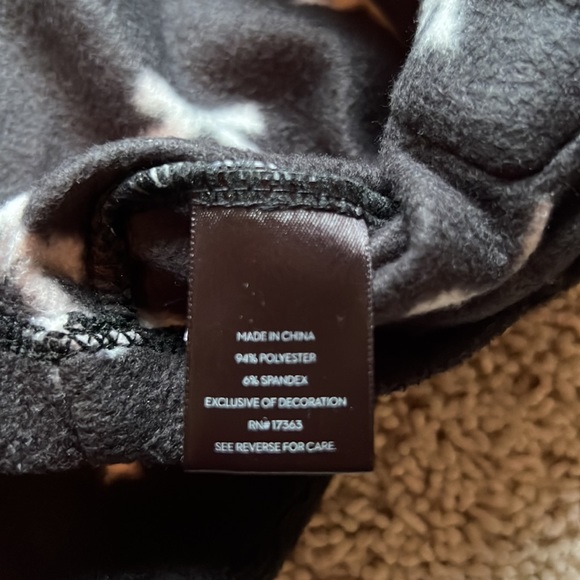 MADE IN CHINA
94% POLYESTER
6% SPANDEX
EXCLUSIVE OF DECORATION
RN# 17363
SEE REVERSE FOR CARE